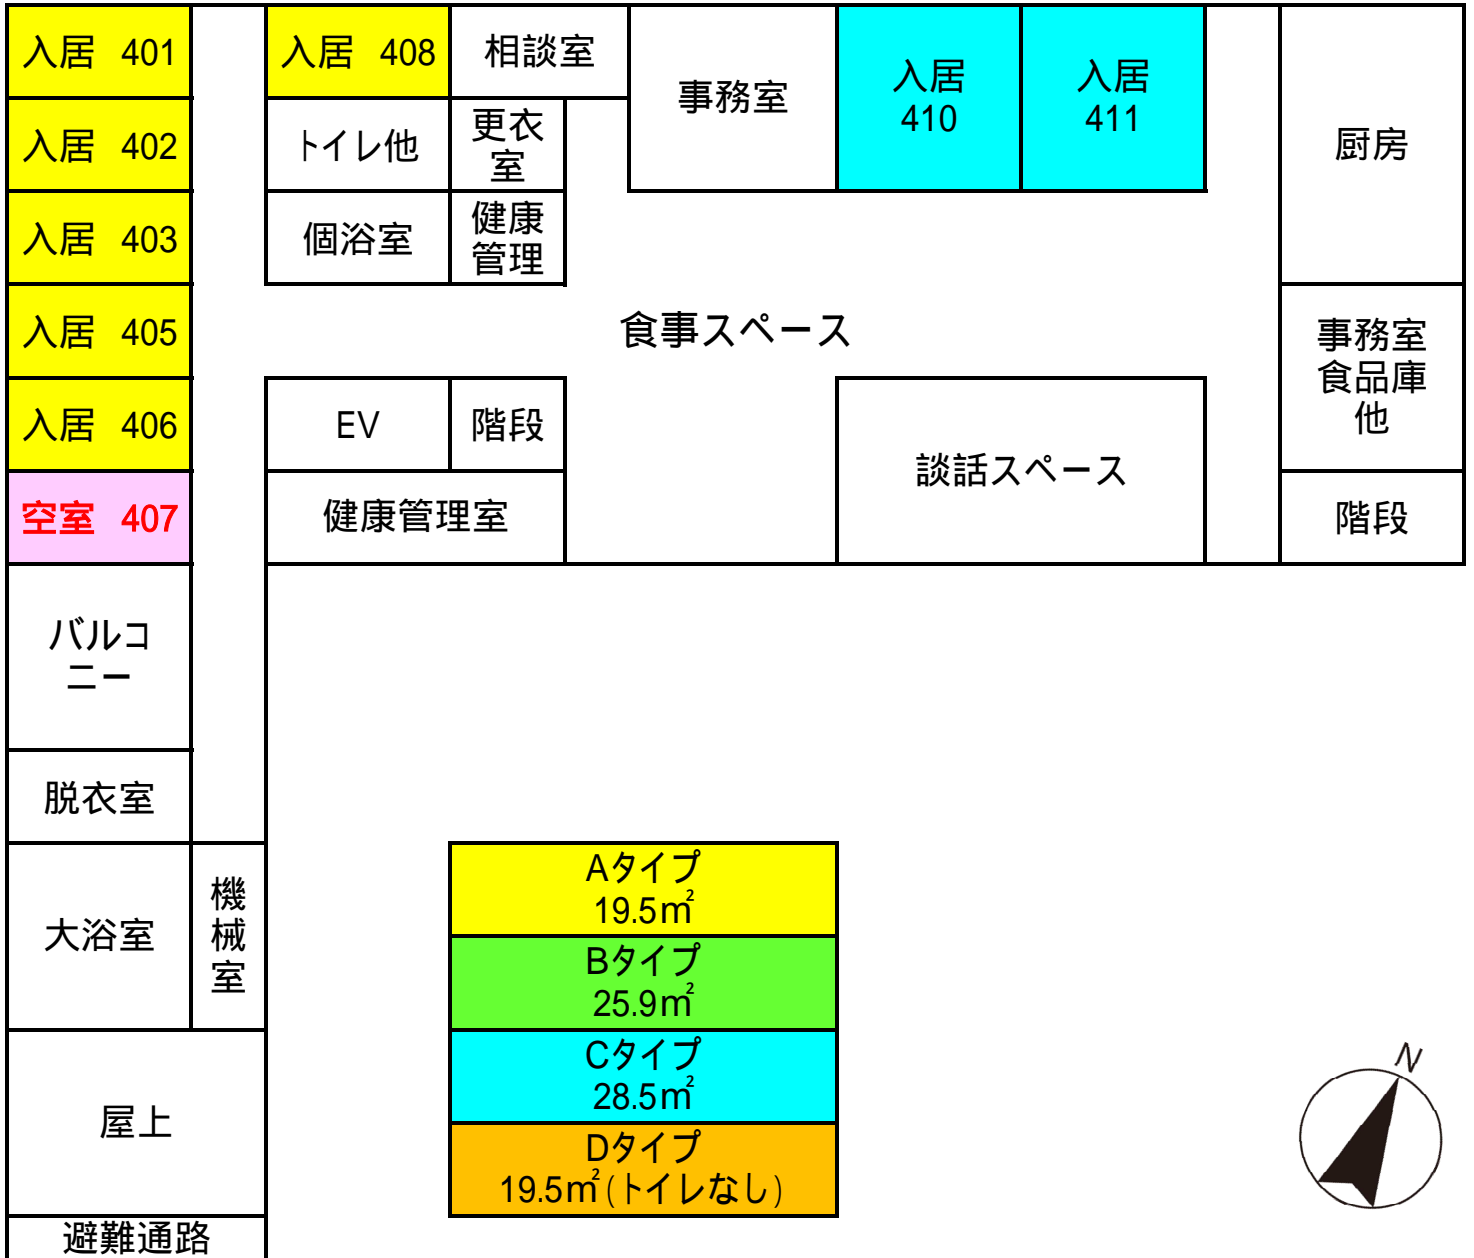 入居 401
入居 408
相談室
事務室
入居
410
入居
411
厨房
入居 402
トイレ他
更衣
室
入居 403
個浴室
健康
管理
入居 405
食事スペース
事務室
食品庫
他
入居 406
EV
階段
談話スペース
空室 407
健康管理室
階段
バルコ
ニー
脱衣室
大浴室
機
械
室
Aタイプ
19.5㎡
Bタイプ
25.9㎡
Cタイプ
28.5㎡
Dタイプ
19.5㎡(トイレなし)
屋上
N
避難通路